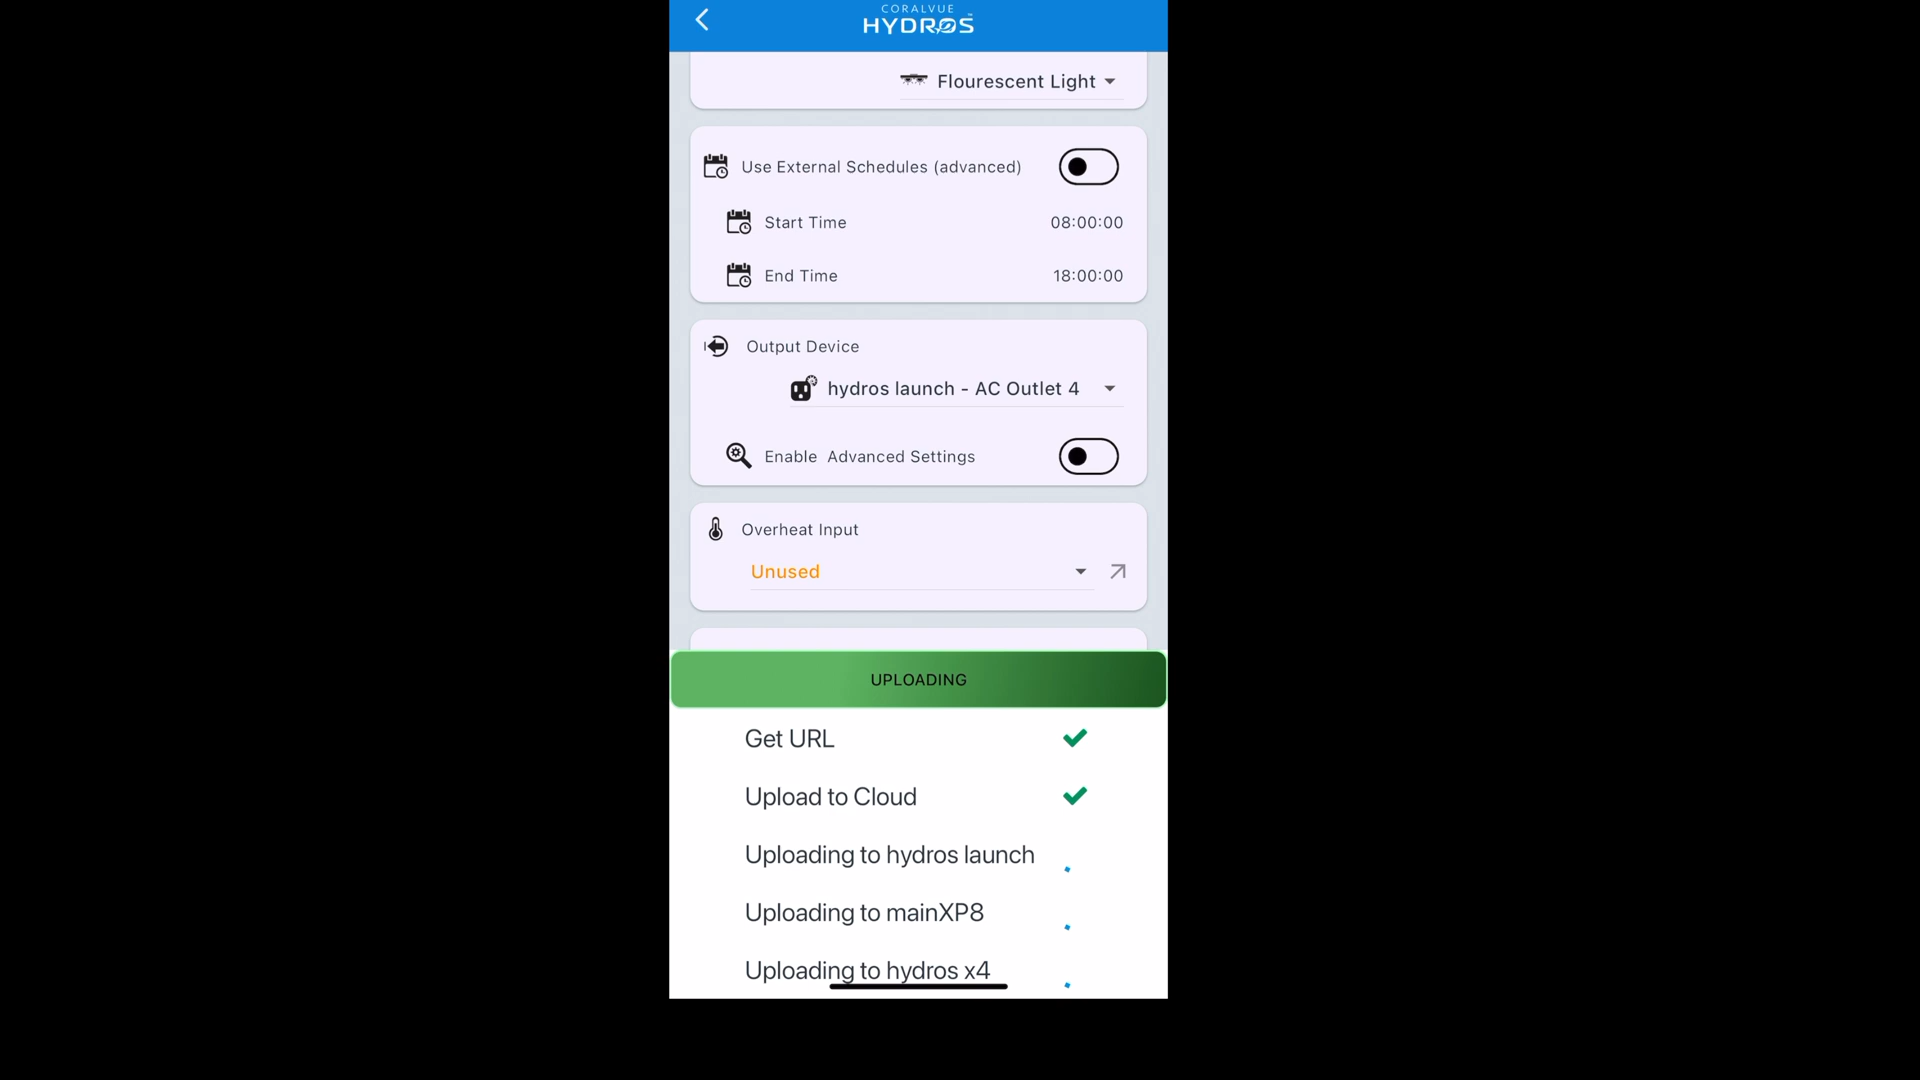 CORALVUE
HYDROS
Flourescent Light
Use External Schedules (advanced)
Start Time 08:00:00
End Time 18:00:00
Output Device
hydros launch - AC Outlet 4
Enable Advanced Settings
Overheat Input
Unused
UPLOADING
Get URL
Upload to Cloud
Uploading to hydros launch
Uploading to mainXP8
Uploading to hydros x4